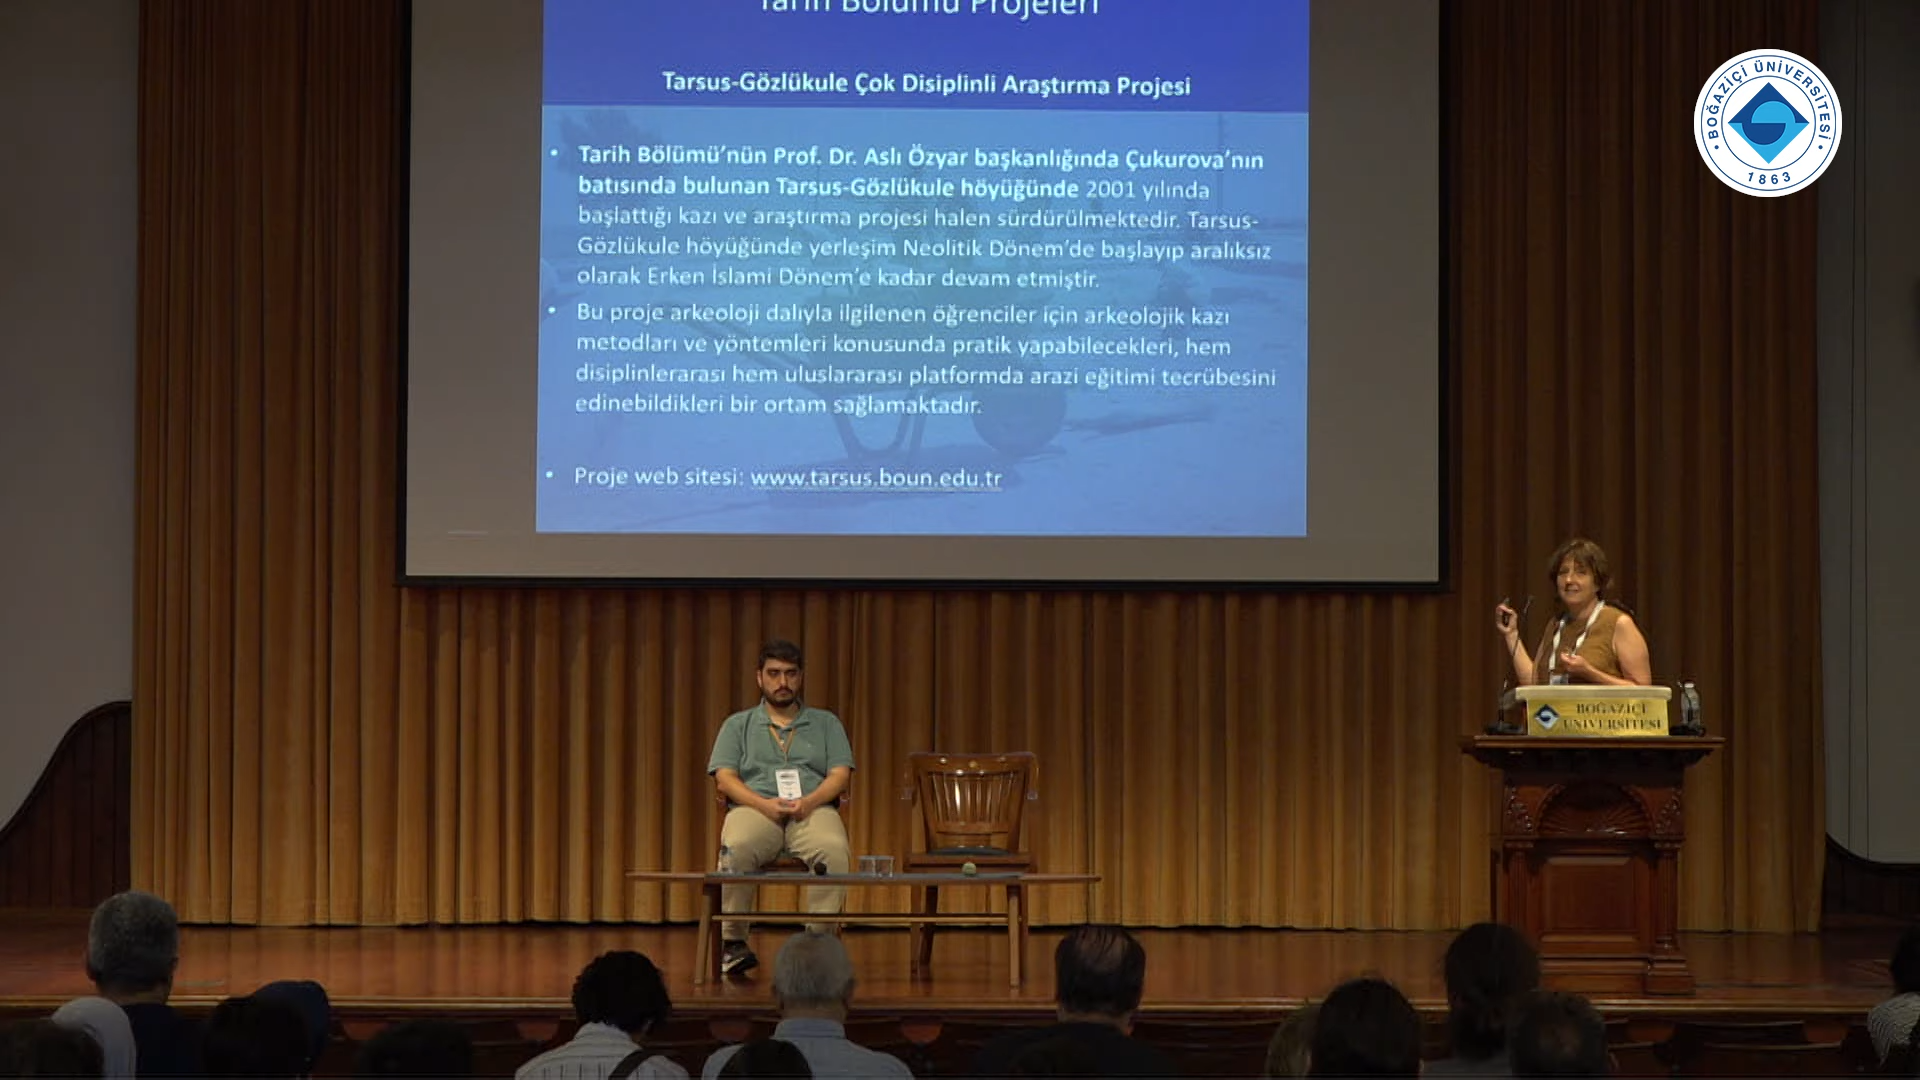 Tarih Bölümü Projeleri
Tarsus-Gözlükule Çok Disiplinli Araştırma Projesi
• Tarih Bölümü'nün Prof. Dr. Aslı Özyar başkanlığında Çukurova'nın
batısında bulunan Tarsus-Gözlükule höyüğünde 2001 yılında
başlattığı kazı ve araştırma projesi halen sürdürülmektedir. Tarsus-
Gözlükule höyüğünde yerleşim Neolitik Dönem'de başlayıp aralıksız
olarak Erken İslami Dönem'e kadar devam etmiştir.
• Bu proje arkeoloji dalıyla ilgilenen öğrenciler için arkeolojik kazı
metodları ve yöntemleri konusunda pratik yapabilecekleri, hem
disiplinlerarası hem uluslararası platformda arazi eğitimi tecrübesini
edinebildikleri bir ortam sağlamaktadır.
• Proje web sitesi: www.tarsus.boun.edu.tr
• BOĞAZİÇİ ÜNİVERSİTESİ •
1863
BOĞAZİÇİ
ÜNİVERSİTESİ